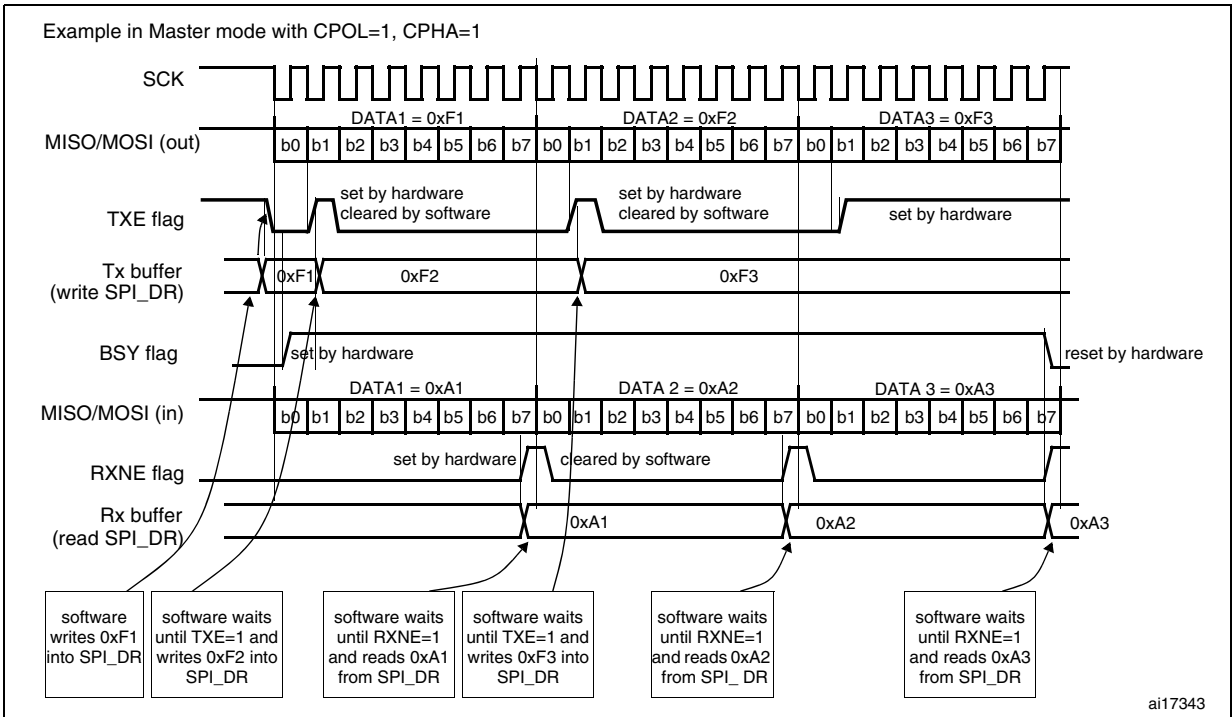 Example in Master mode with CPOL=1, CPHA=1
SCK
DATA1 = 0xF1
DATA2 = 0xF2
DATA3 = 0xF3
MISO/MOSI (out)
b0 b1 b2 b3 b4 b5 b6 b7 b0 b1 b2 b3 b4 b5 b6 b7 b0 b1 b2 b3 b4 b5 b6 b7
TXE flag
set by hardware
cleared by software
set by hardware
cleared by software
set by hardware
Tx buffer
(write SPI_DR)
0xF1
0xF2
0xF3
BSY flag
set by hardware
reset by hardware
DATA1 = 0xA1
DATA 2 = 0xA2
DATA 3 = 0xA3
MISO/MOSI (in)
b0 b1 b2 b3 b4 b5 b6 b7 b0 b1 b2 b3 b4 b5 b6 b7 b0 b1 b2 b3 b4 b5 b6 b7
RXNE flag
set by hardware
cleared by software
Rx buffer
(read SPI_DR)
0xA1
0xA2
0xA3
software
writes 0xF1
into SPI_DR
software waits
until TXE=1 and
writes 0xF2 into
SPI_DR
software waits
until RXNE=1
and reads 0xA1
from SPI_DR
software waits
until TXE=1 and
writes 0xF3 into
SPI_DR
software waits
until RXNE=1
and reads 0xA2
from SPI_ DR
software waits
until RXNE=1
and reads 0xA3
from SPI_DR
ai17343